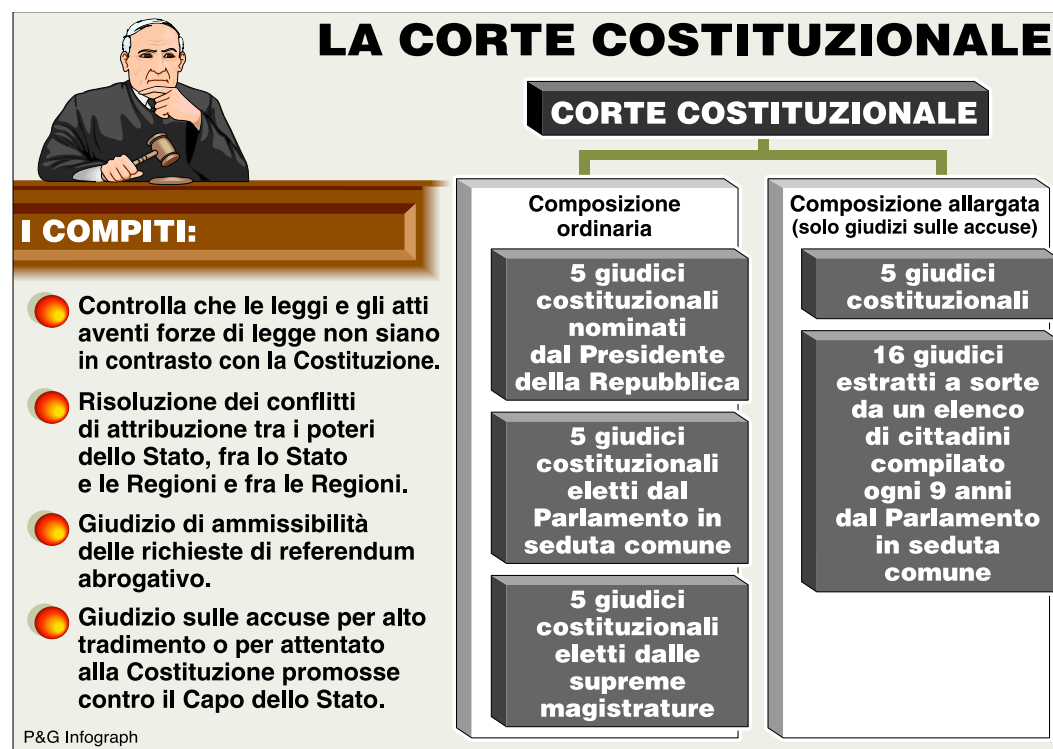 LA CORTE COSTITUZIONALE
CORTE COSTITUZIONALE
I COMPITI:
Controlla che le leggi e gli atti
aventi forze di legge non siano
in contrasto con la Costituzione.
Risoluzione dei conflitti
di attribuzione tra i poteri
dello Stato, fra lo Stato
e le Regioni e fra le Regioni.
Giudizio di ammissibilità
delle richieste di referendum
abrogativo.
Giudizio sulle accuse per alto
tradimento o per attentato
alla Costituzione promosse
contro il Capo dello Stato.
Composizione
ordinaria
5 giudici
costituzionali
nominati
dal Presidente
della Repubblica
5 giudici
costituzionali
eletti dal
Parlamento in
seduta comune
5 giudici
costituzionali
eletti dalle
supreme
magistrature
Composizione allargata
(solo giudizi sulle accuse)
5 giudici
costituzionali
16 giudici
estratti a sorte
da un elenco
di cittadini
compilato
ogni 9 anni
dal Parlamento
in seduta
comune
P&G Infograph